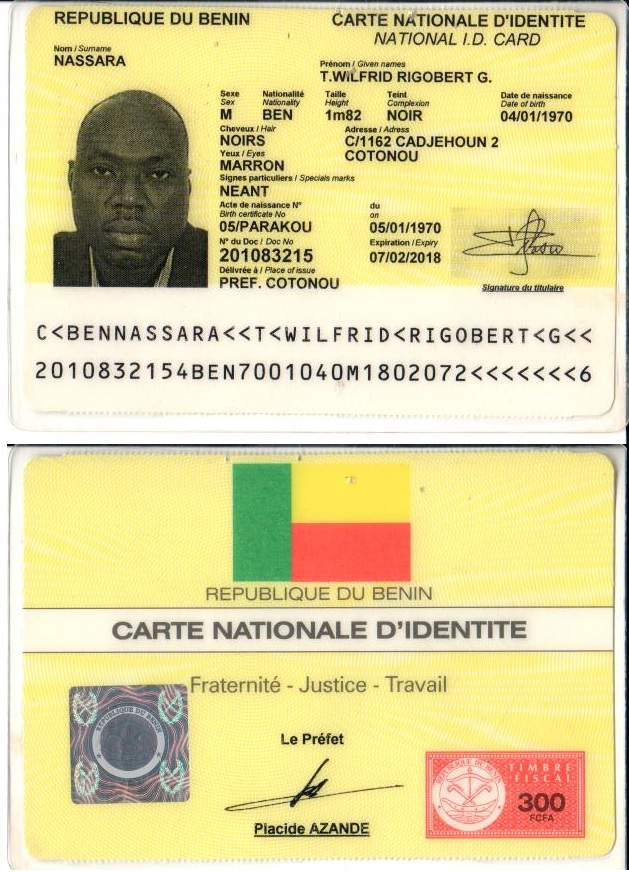 REPUBLIQUE DU BENIN
CARTE NATIONALE D'IDENTITE
NATIONAL I.D. CARD
Nom / Surname
NASSARA
Prénom / Given names
T.WILFRID RIGOBERT G.
Sexe Nationalité Taille Teint Date de naissance
Sex Nationality Height Complexion Date of birth
M BEN 1m82 NOIR 04/01/1970
Cheveux / Hair Adresse / Adress
NOIRS C/1162 CADJEHOUN 2
Yeux / Eyes COTONOU
MARRON
Signes particuliers / Specials marks
NEANT
Acte de naissance N° du
Birth certificate No on
05/PARAKOU 05/01/1970
N° du Doc / Doc No Expiration / Expiry
201083215 07/02/2018
Délivrée à / Place of issue
PREF. COTONOU
Signature du titulaire
C<BENNASSARA<<T<WILFRID<RIGOBERT<G<<
2010832154BEN7001040M1802072<<<<<<<6
REPUBLIQUE DU BENIN
CARTE NATIONALE D'IDENTITE
Fraternité - Justice - Travail
REPUBLIQUE DU BENIN
Le Préfet
Placide AZANDE
REPUBLIQUE DU BENIN
TIMBRE
FISCAL
300
FCFA